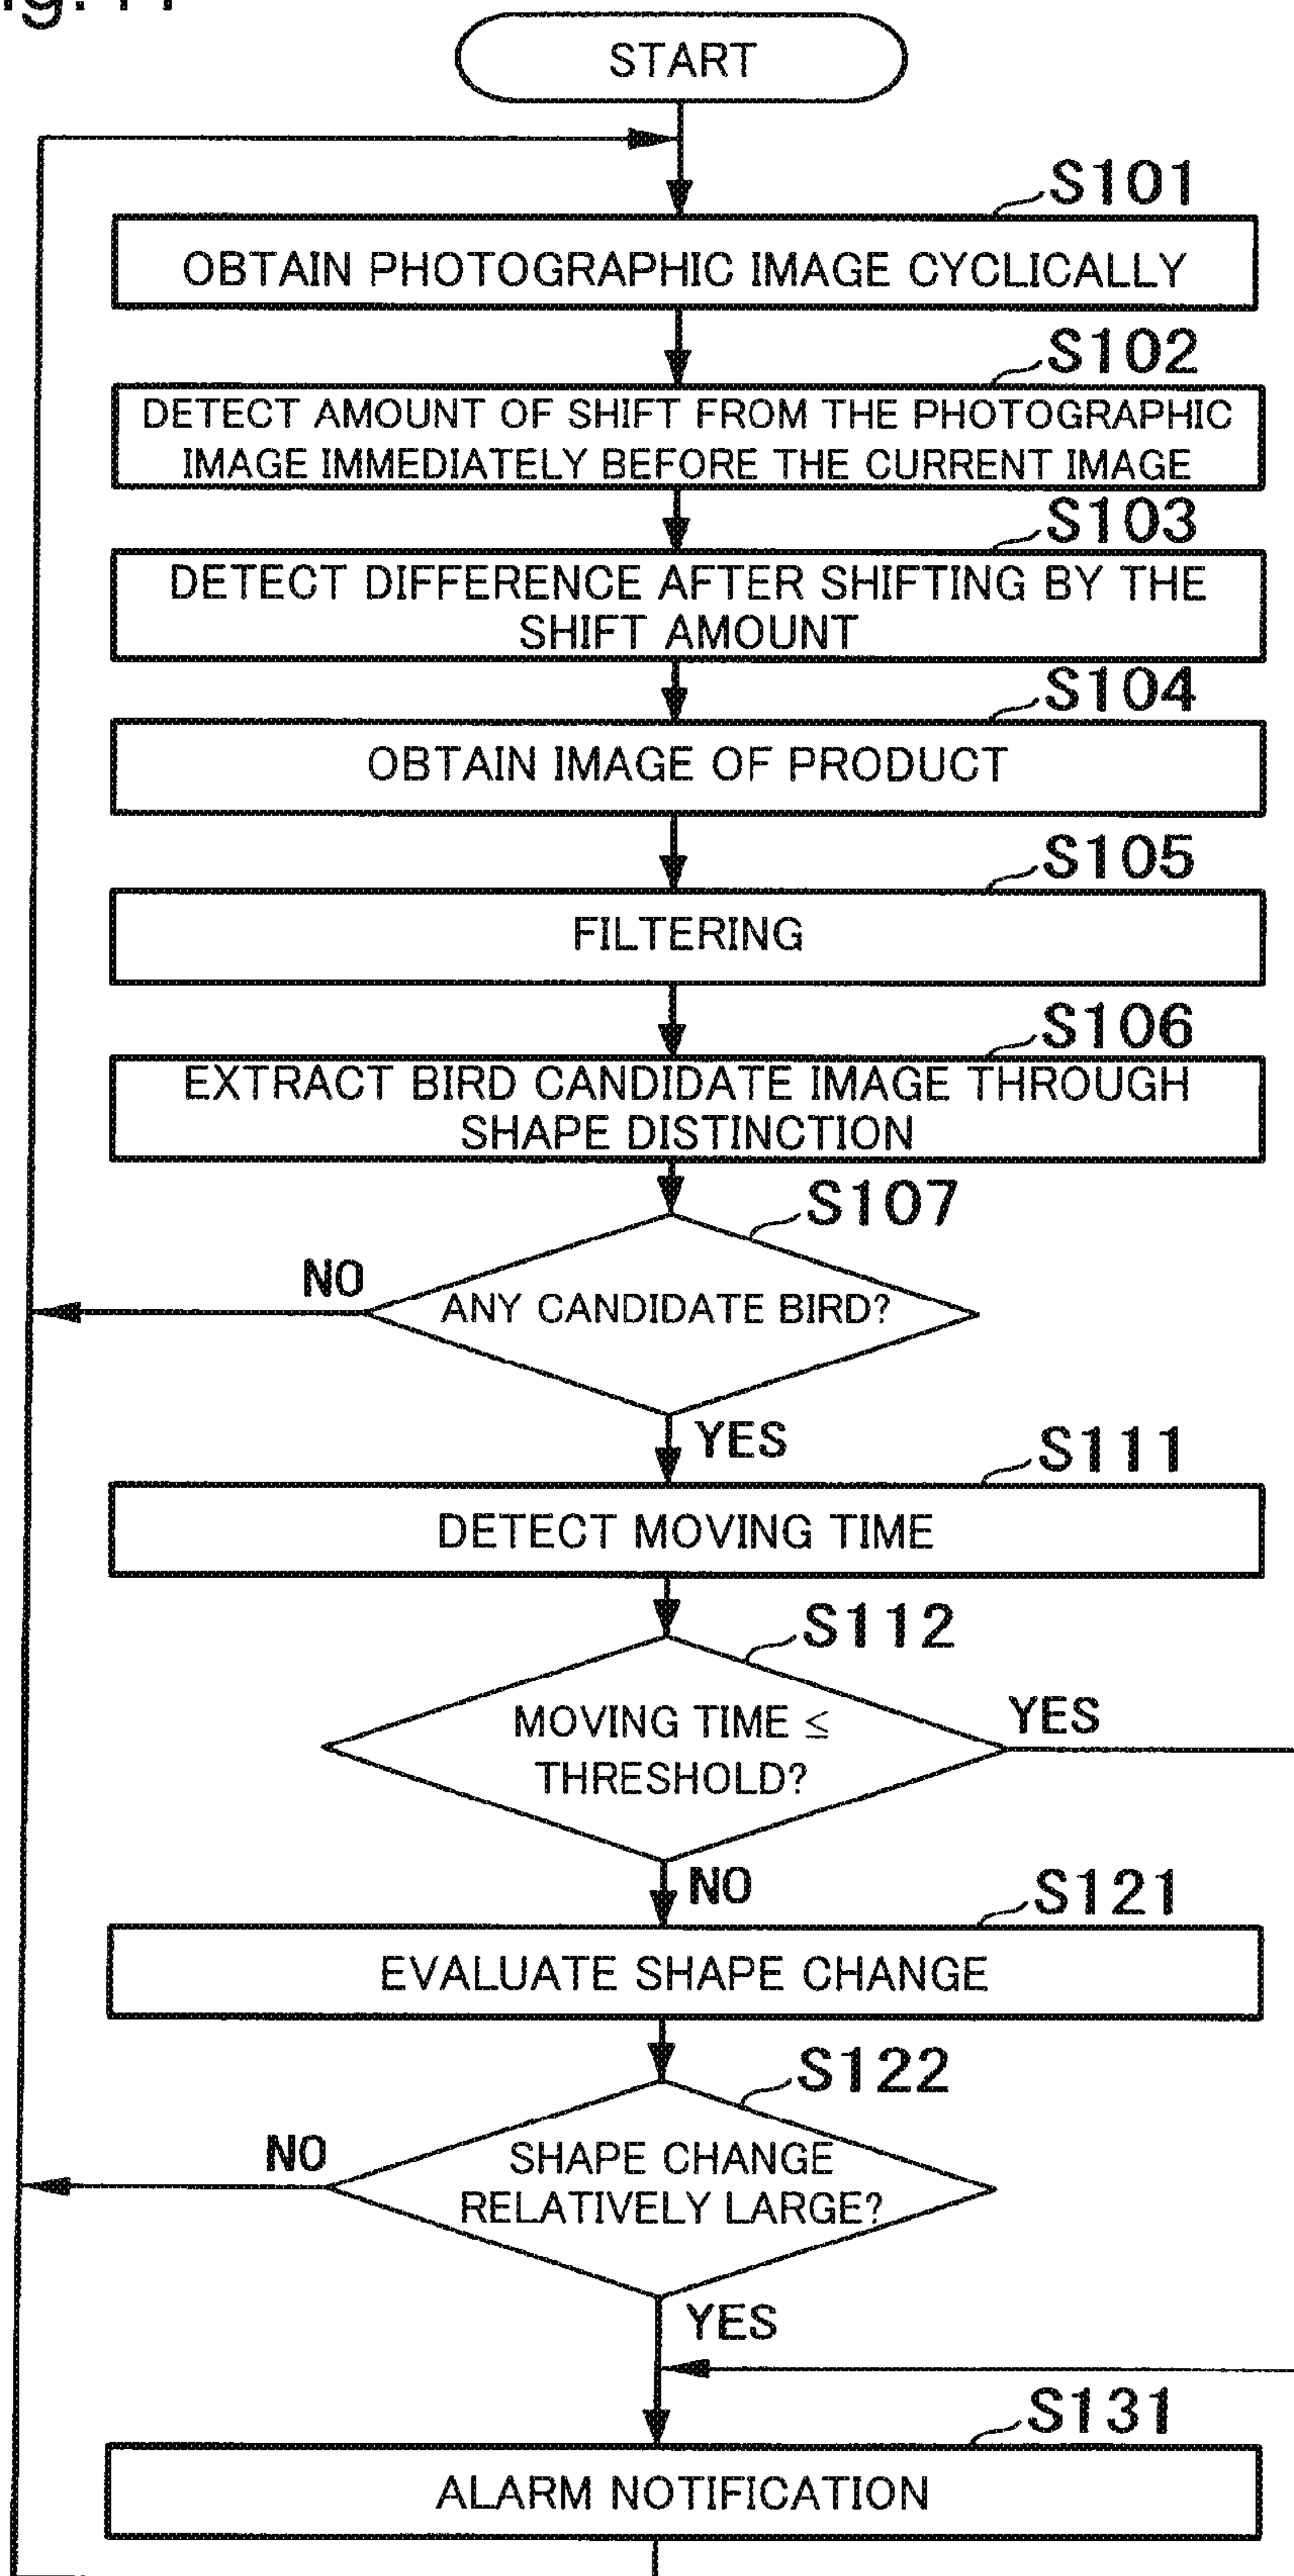 START
S101
OBTAIN PHOTOGRAPHIC IMAGE CYCLICALLY
S102
DETECT AMOUNT OF SHIFT FROM THE PHOTOGRAPHIC
IMAGE IMMEDIATELY BEFORE THE CURRENT IMAGE
S103
DETECT DIFFERENCE AFTER SHIFTING BY THE
SHIFT AMOUNT
S104
OBTAIN IMAGE OF PRODUCT
S105
FILTERING
S106
EXTRACT BIRD CANDIDATE IMAGE THROUGH
SHAPE DISTINCTION
S107
NO
ANY CANDIDATE BIRD?
YES
S111
DETECT MOVING TIME
S112
MOVING TIME ≤
THRESHOLD?
YES
NO
S121
EVALUATE SHAPE CHANGE
S122
NO
SHAPE CHANGE
RELATIVELY LARGE?
YES
S131
ALARM NOTIFICATION